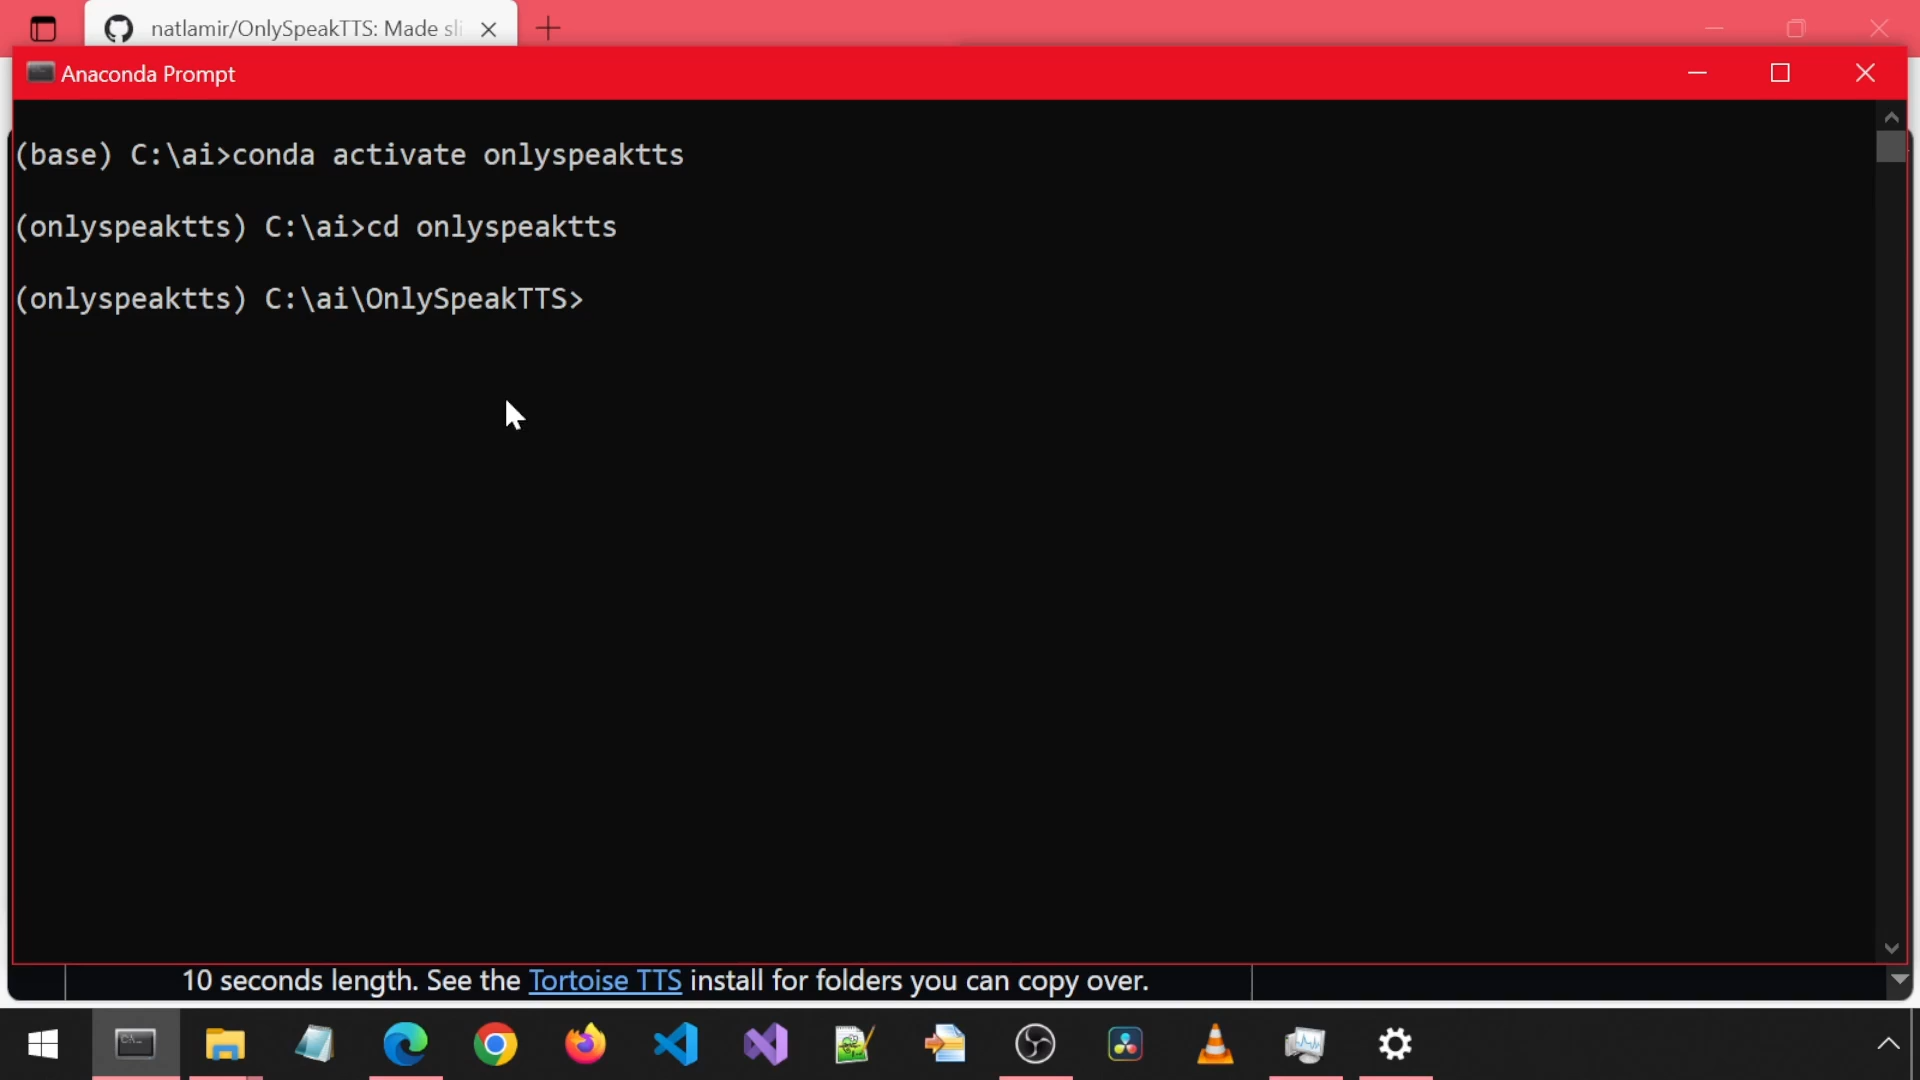 natlamir/OnlySpeakTTS: Made sli
Anaconda Prompt
(base) C:\ai>conda activate onlyspeaktts
(onlyspeaktts) C:\ai>cd onlyspeaktts
(onlyspeaktts) C:\ai\OnlySpeakTTS>
10 seconds length. See the Tortoise TTS install for folders you can copy over.